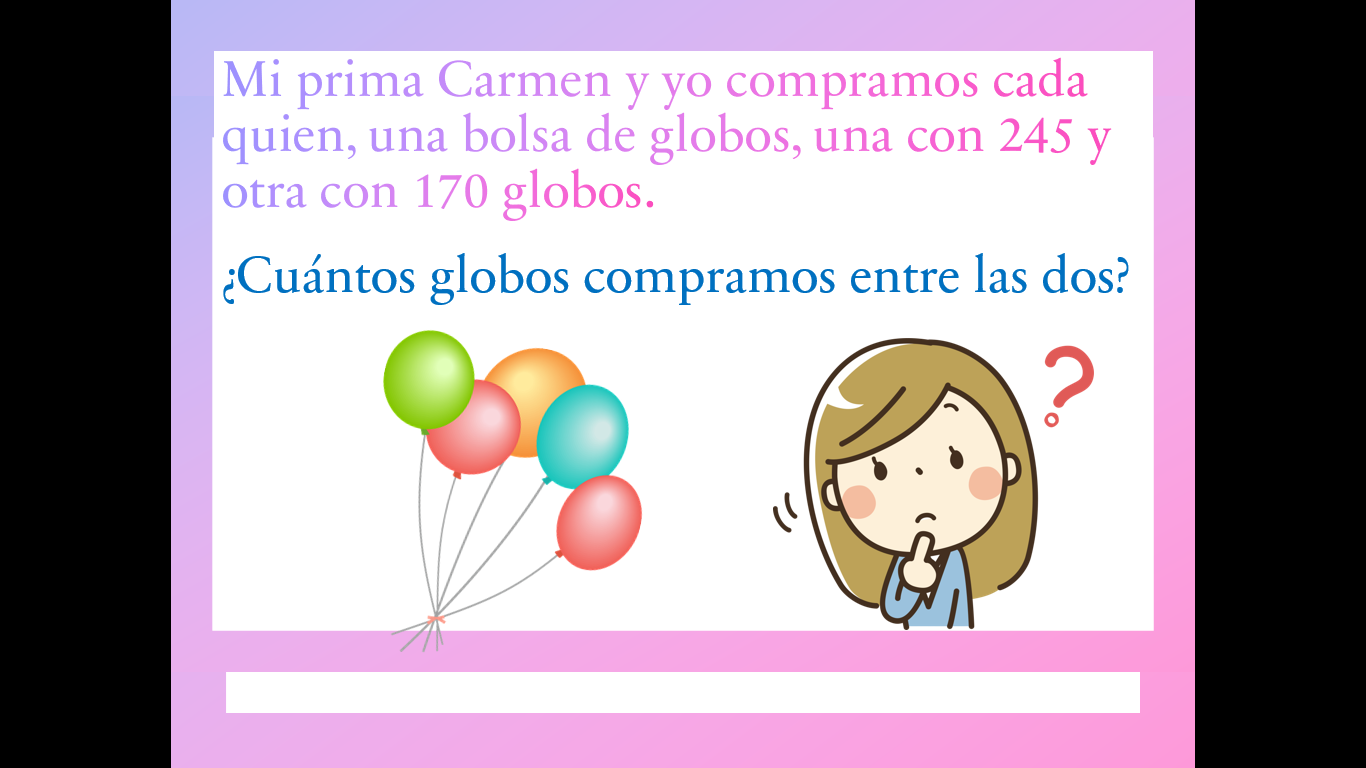 Mi prima Carmen y yo compramos cada
quien, una bolsa de globos, una con 245 y
otra con 170 globos.
¿Cuántos globos compramos entre las dos?
?